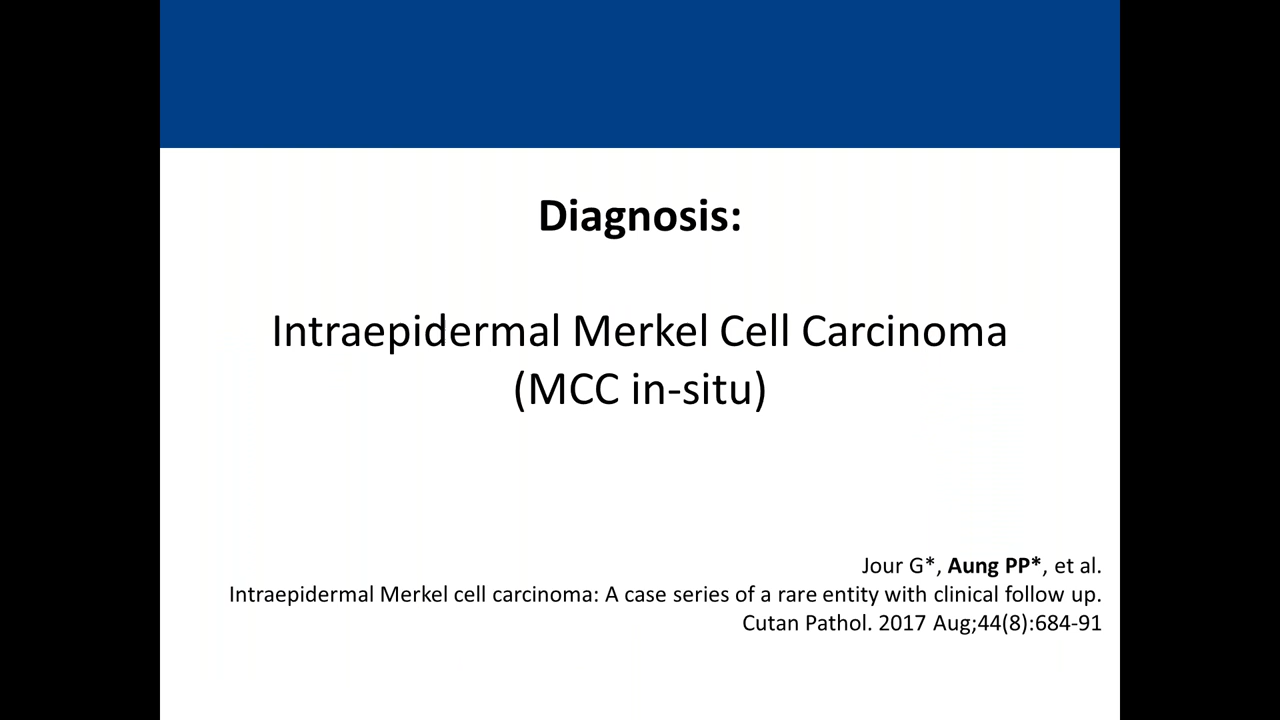 Diagnosis:
Intraepidermal Merkel Cell Carcinoma
(MCC in-situ)
Jour G*, Aung PP*, et al.
Intraepidermal Merkel cell carcinoma: A case series of a rare entity with clinical follow up.
Cutan Pathol. 2017 Aug;44(8):684-91